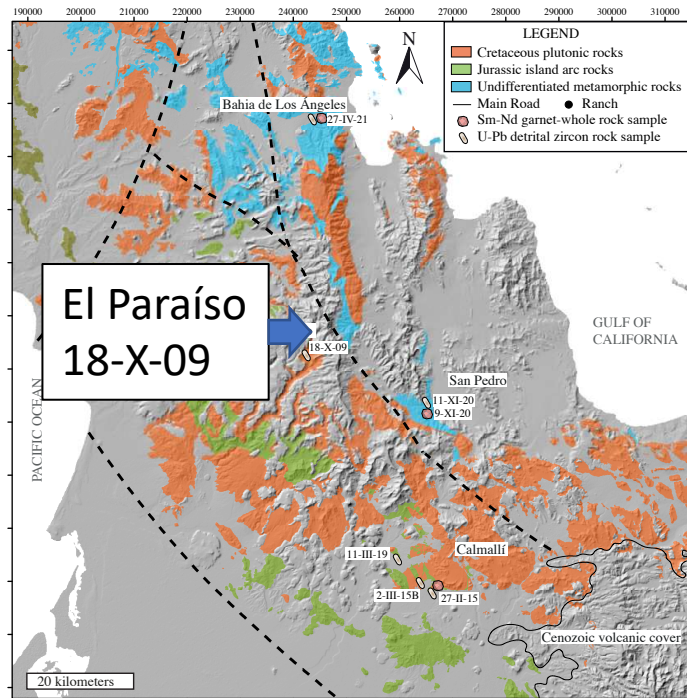 190000 200000 210000 220000 230000 240000 250000 260000 270000 280000 290000 300000 310000
LEGEND
Cretaceous plutonic rocks
Jurassic island arc rocks
Undifferentiated metamorphic rocks
Main Road Ranch
Sm-Nd garnet-whole rock sample
U-Pb detrital zircon rock sample
N
Bahia de Los Ángeles
27-IV-21
El Paraíso
18-X-09
18-X-09
GULF OF
CALIFORNIA
San Pedro
11-XI-20
9-XI-20
PACIFIC OCEAN
11-III-19
Calmallí
2-III-15B
27-II-15
Cenozoic volcanic cover
20 kilometers